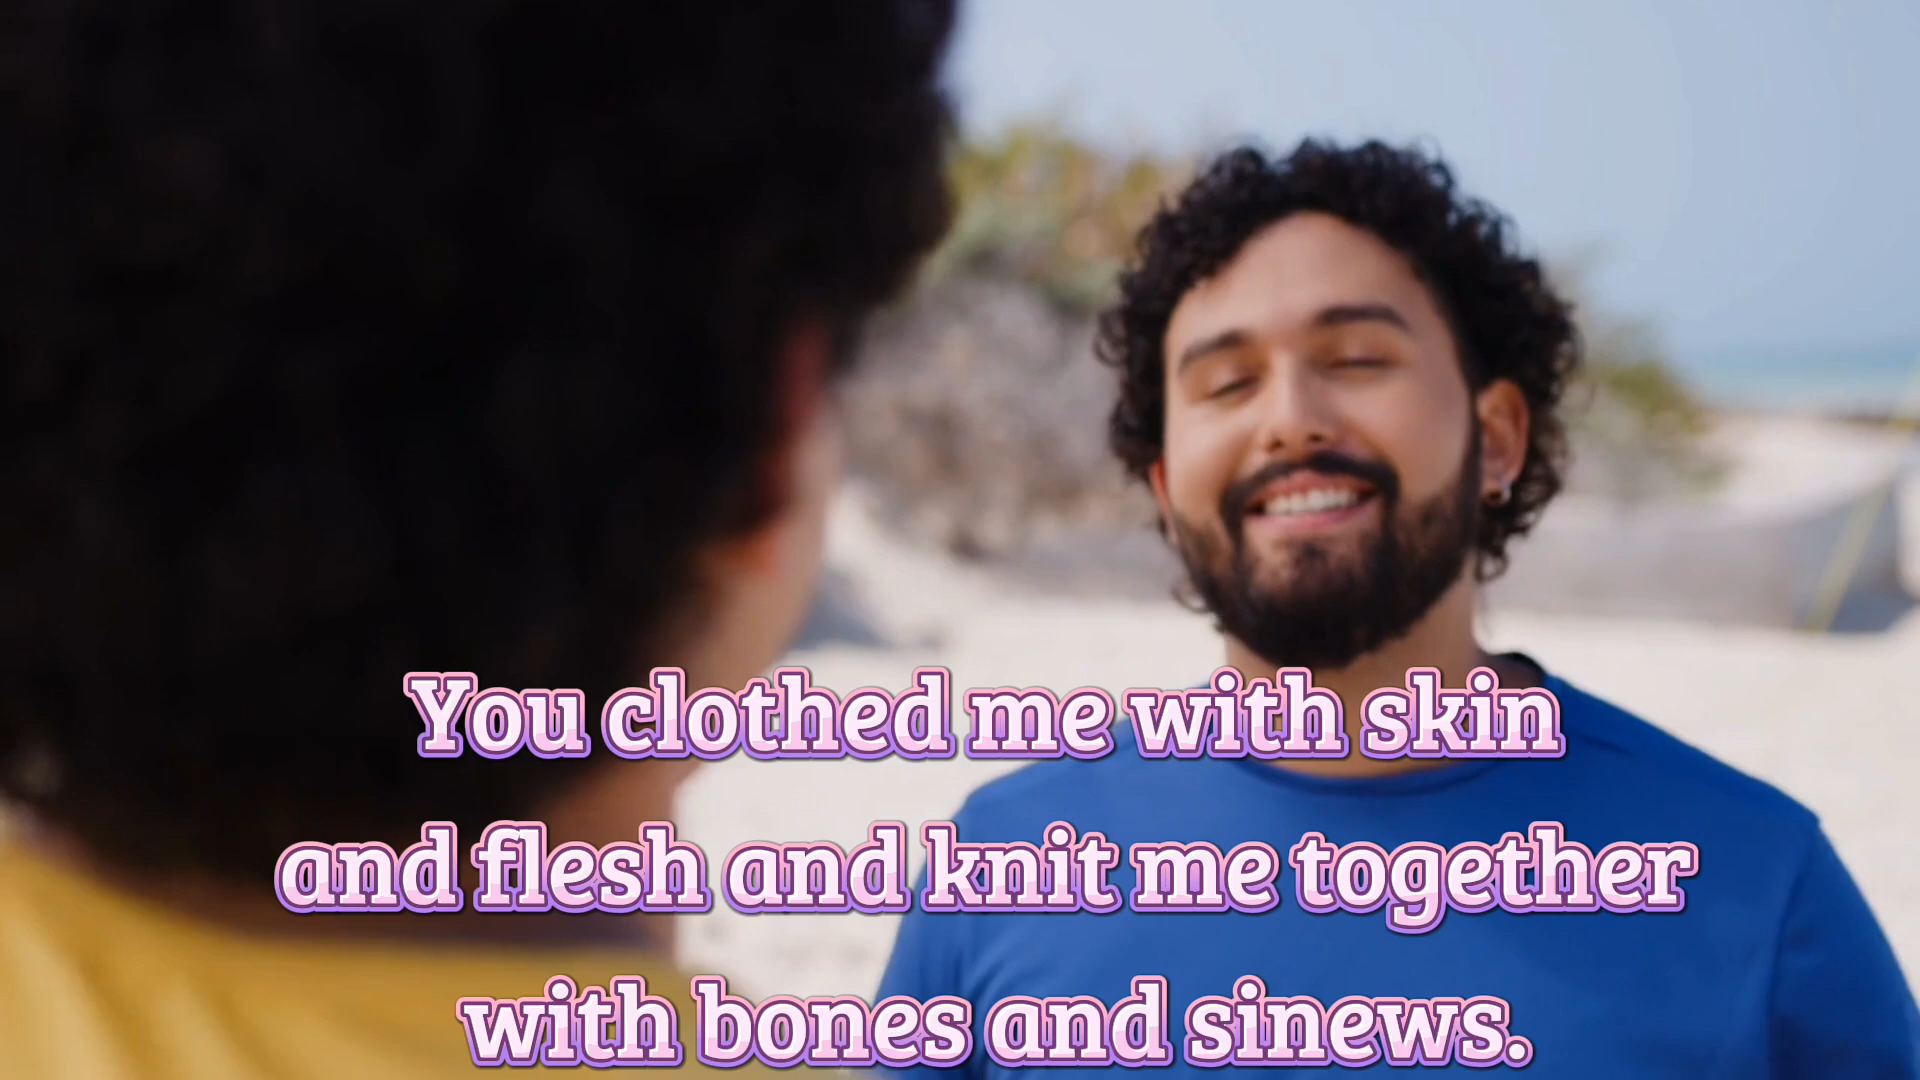 You clothed me with skin
and flesh and knit me together
with bones and sinews.